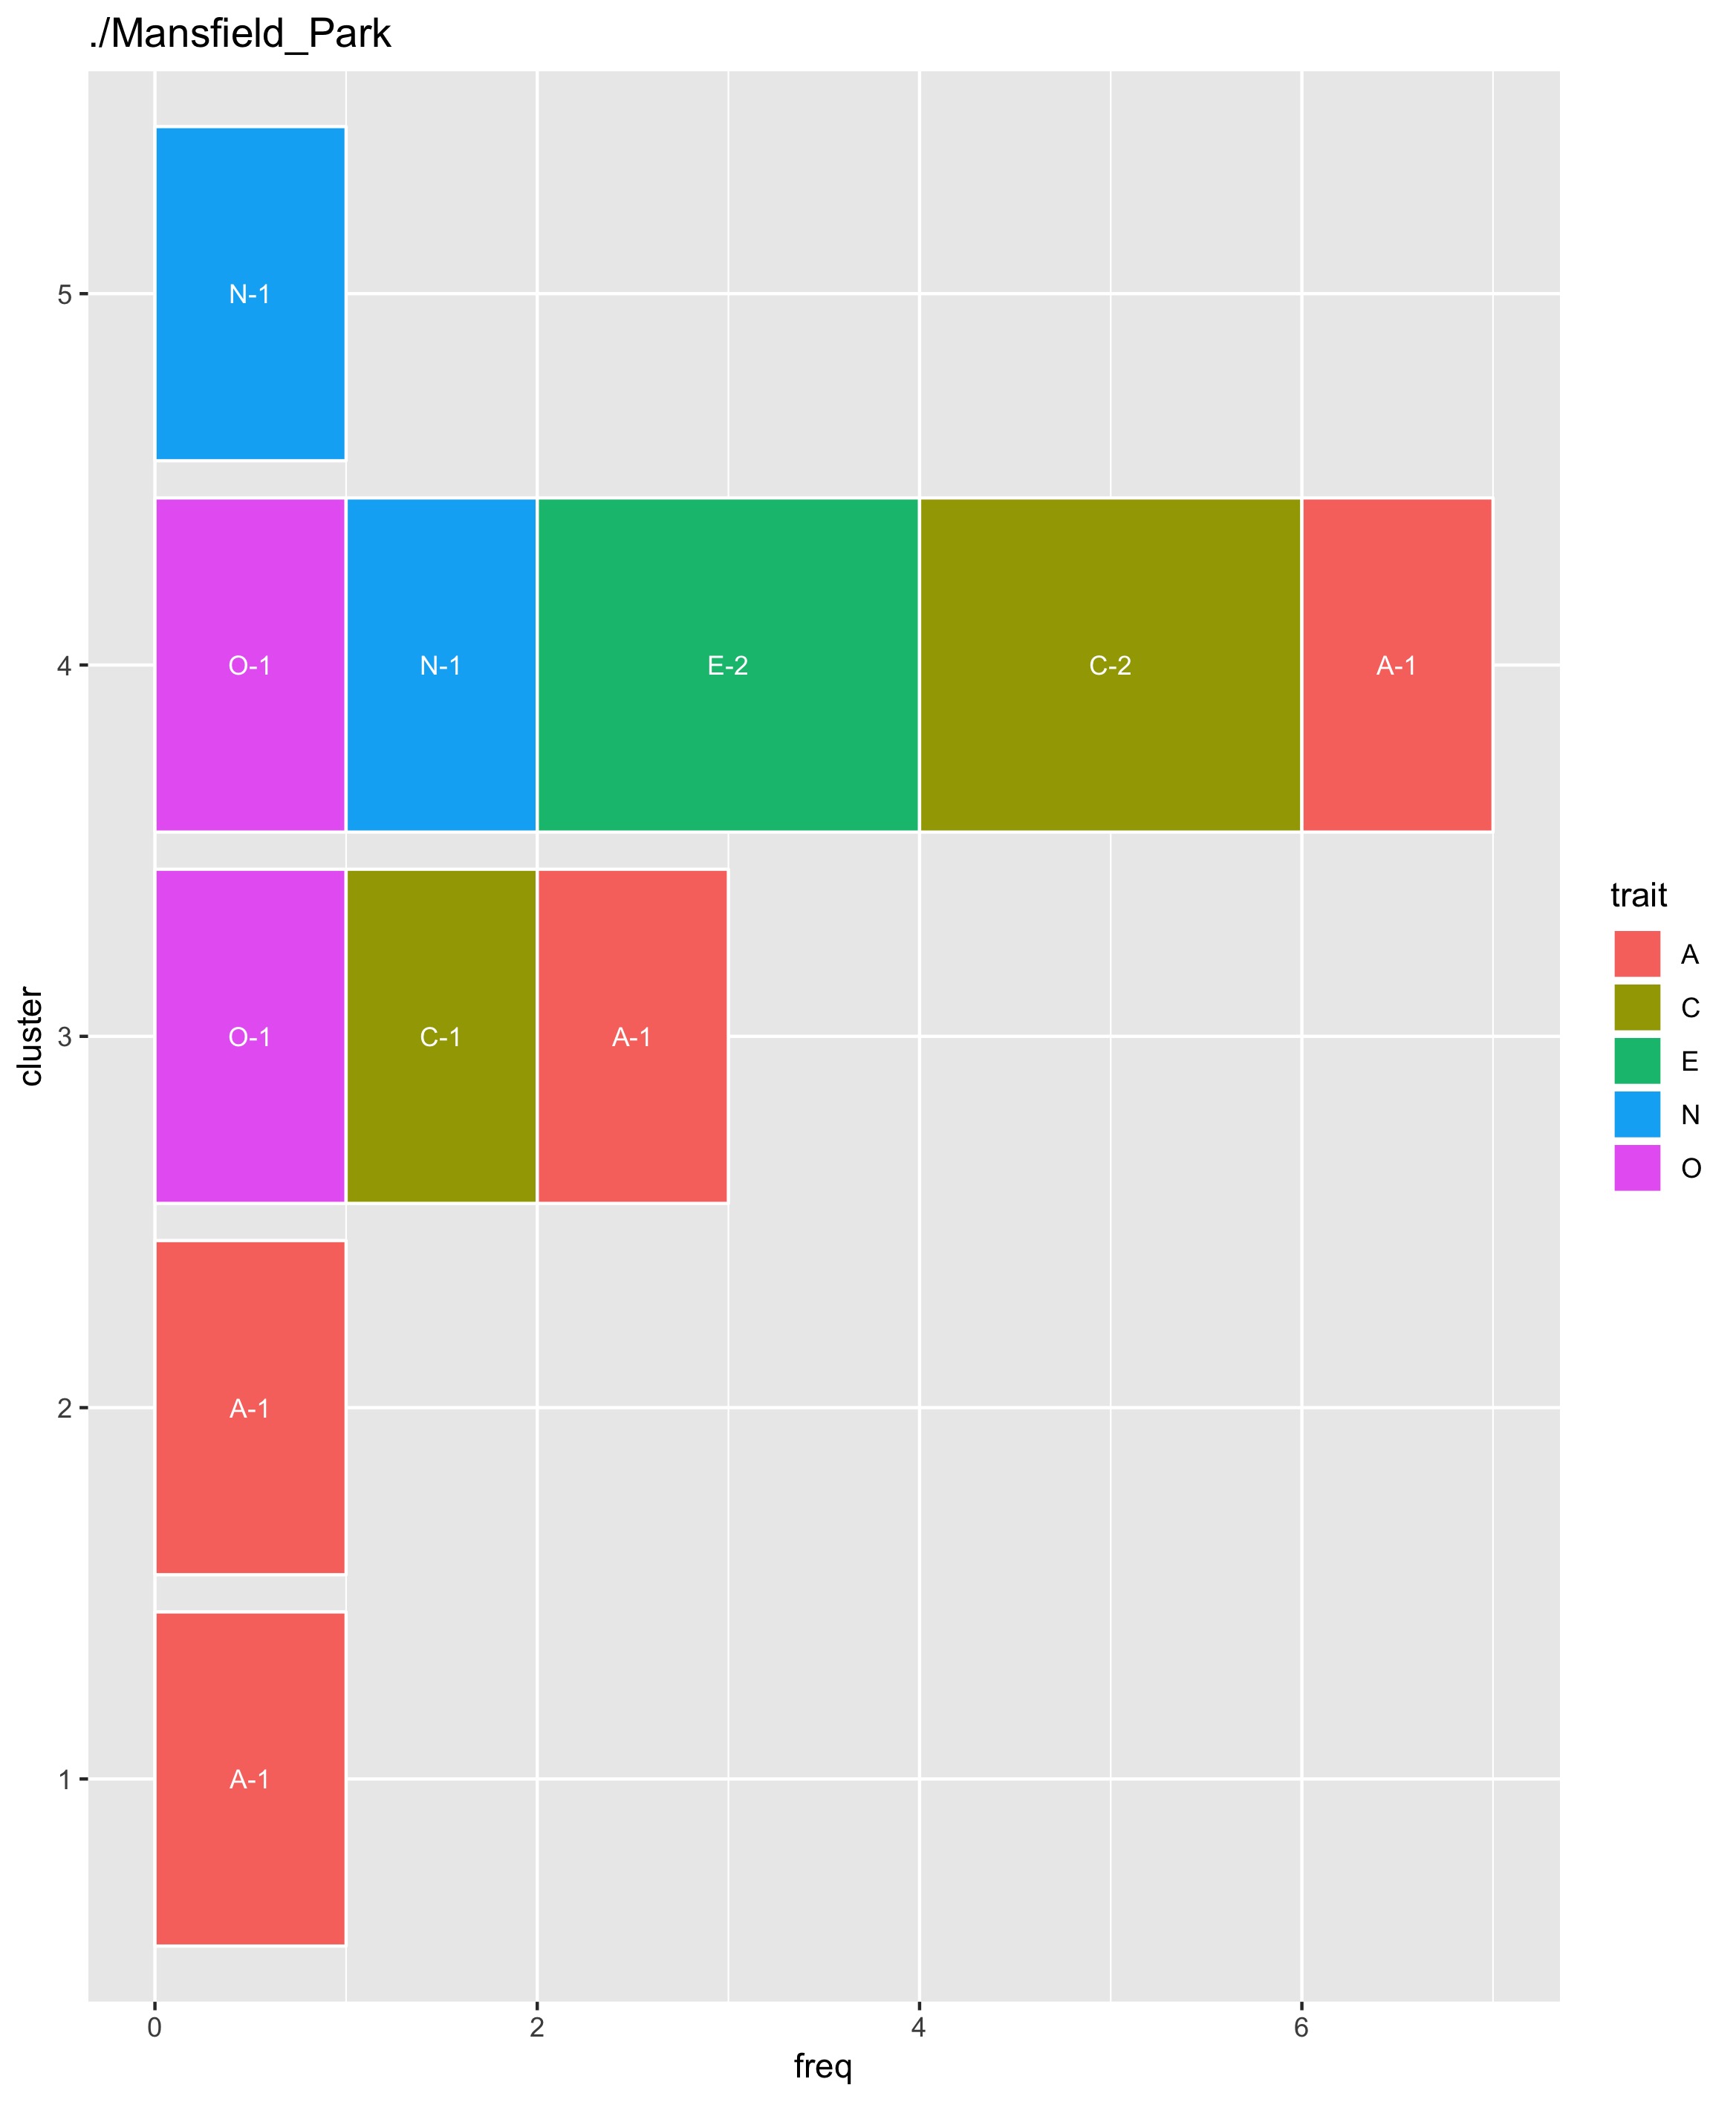 ./Mansfield_Park
5
N-1
4
O-1 N-1 E-2 C-2 A-1
3
O-1 C-1 A-1
2
A-1
1
A-1
cluster
0 2 4 6
freq
trait
A
C
E
N
O